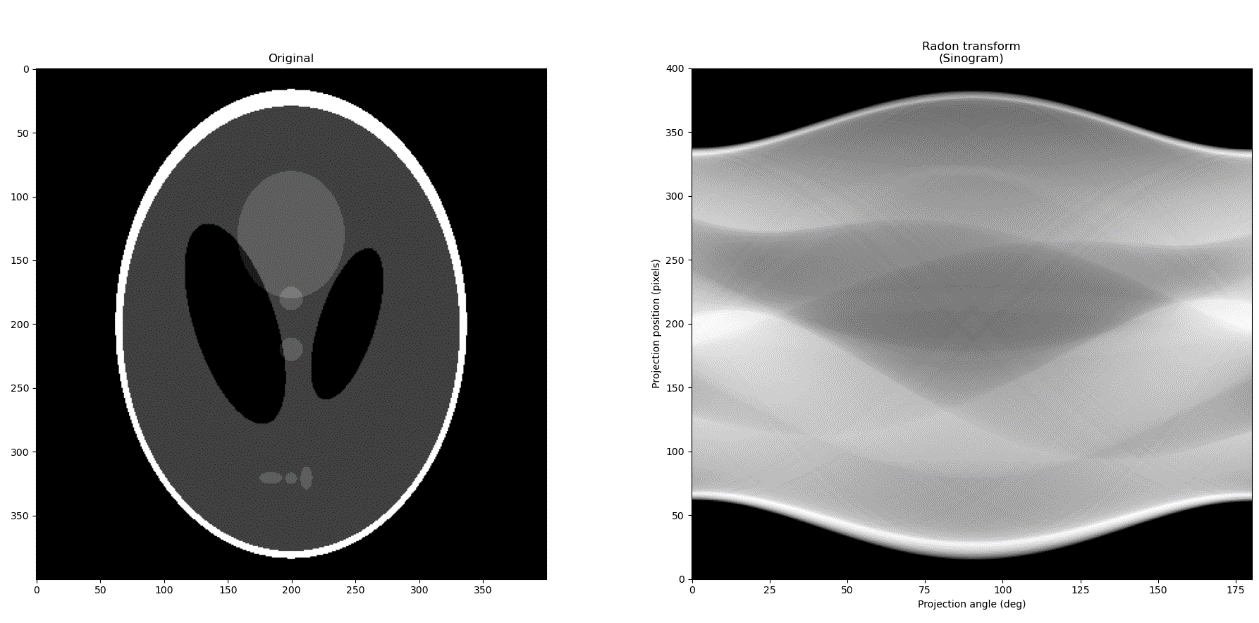 Original
0
50
100
150
200
250
300
350
0 50 100 150 200 250 300 350
Radon transform
(Sinogram)
400
350
300
250
200
150
100
50
0
Projection position (pixels)
0 25 50 75 100 125 150 175
Projection angle (deg)